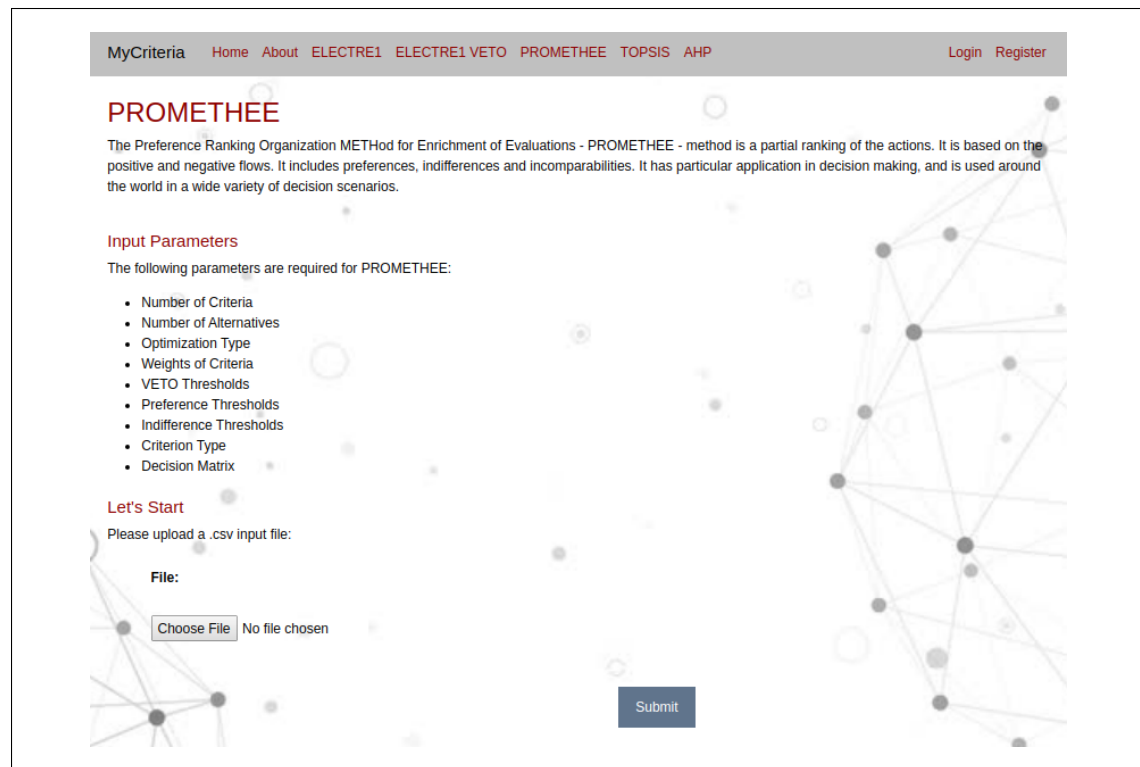 MyCriteria Home About ELECTRE1 ELECTRE1 VETO PROMETHEE TOPSIS AHP Login Register
PROMETHEE
The Preference Ranking Organization METHod for Enrichment of Evaluations - PROMETHEE - method is a partial ranking of the actions. It is based on the
positive and negative flows. It includes preferences, indifferences and incomparabilities. It has particular application in decision making, and is used around
the world in a wide variety of decision scenarios.
Input Parameters
The following parameters are required for PROMETHEE:
• Number of Criteria
• Number of Alternatives
• Optimization Type
• Weights of Criteria
• VETO Thresholds
• Preference Thresholds
• Indifference Thresholds
• Criterion Type
• Decision Matrix
Let's Start
Please upload a .csv input file:
File:
Choose File No file chosen
Submit